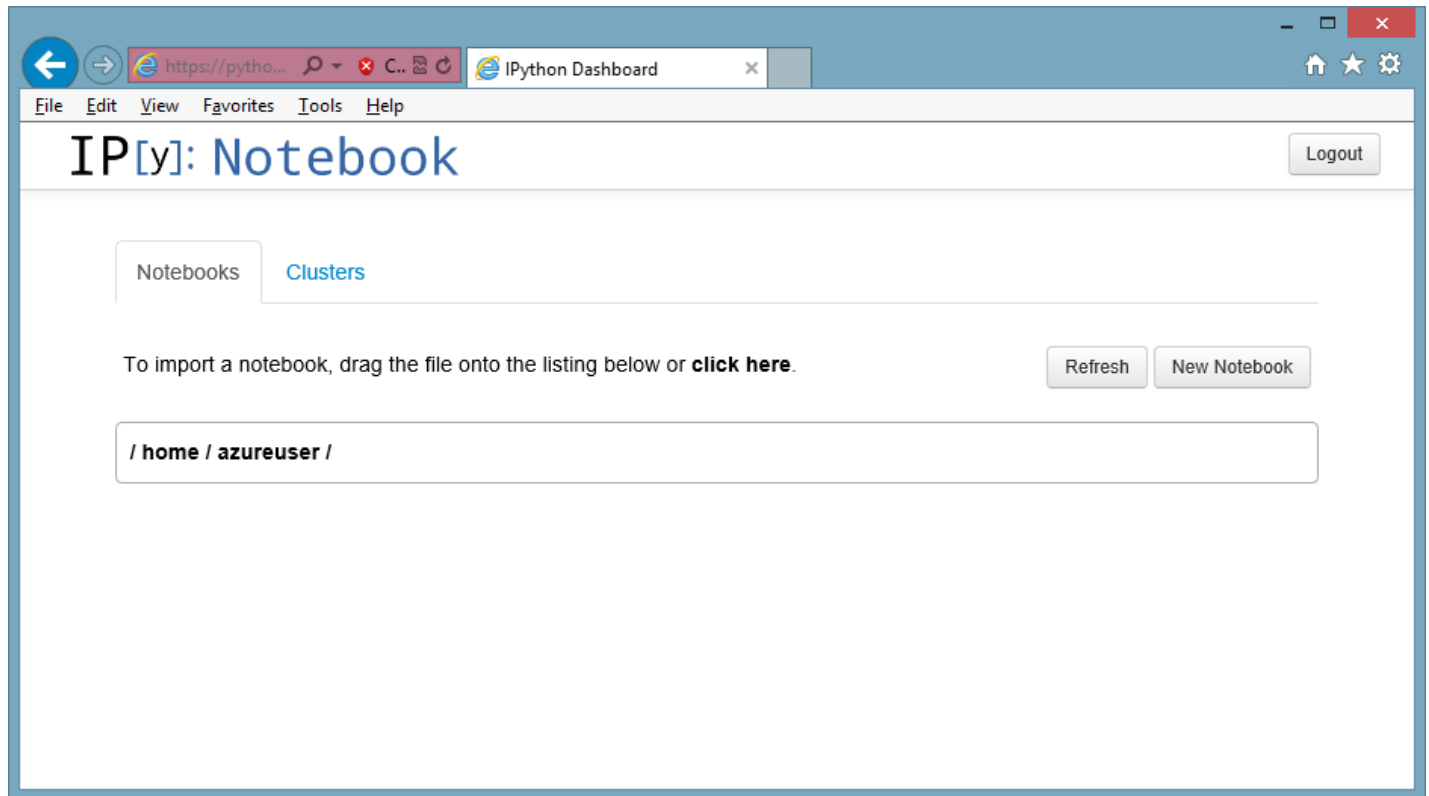 https://pytho... C.. IPython Dashboard
File Edit View Favorites Tools Help
IP[y]: Notebook Logout
Notebooks Clusters
To import a notebook, drag the file onto the listing below or click here. Refresh New Notebook
/ home / azureuser /